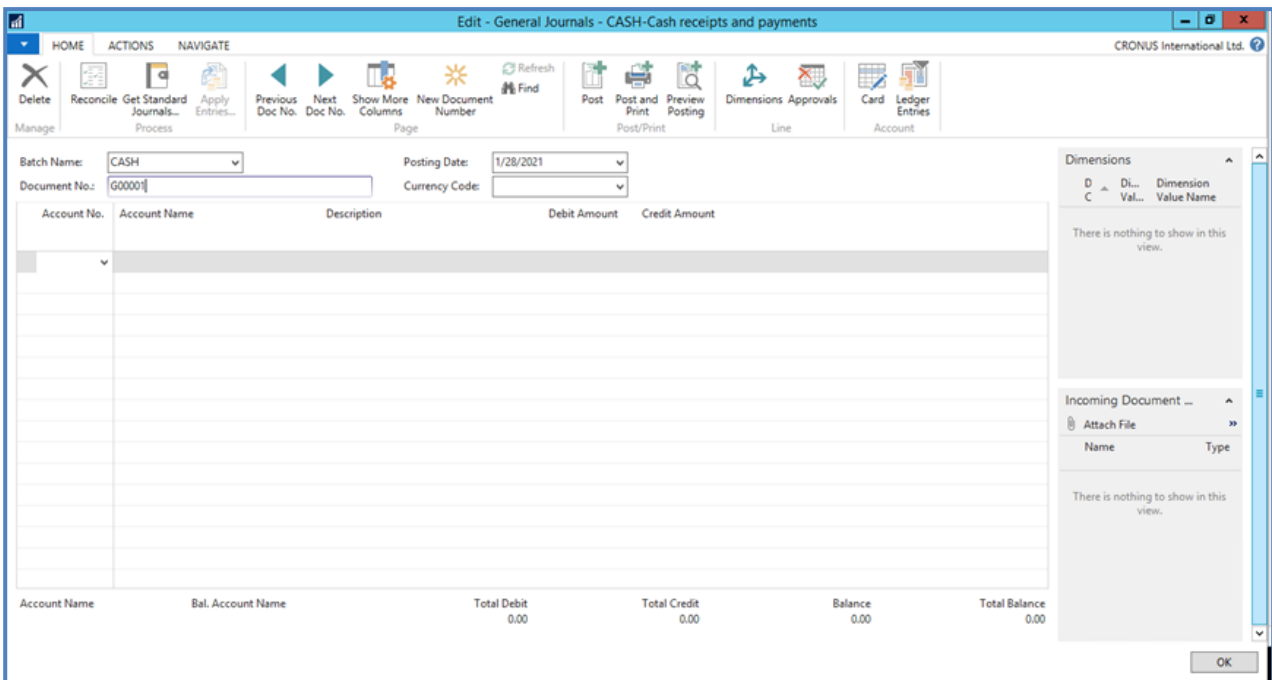 Edit - General Journals - CASH-Cash receipts and payments
HOME ACTIONS NAVIGATE CRONUS International Ltd.
Delete Reconcile Get Standard Journals... Apply Entries... Previous Doc No. Next Doc No. Show More Columns New Document Number Refresh Find Post Post and Print Preview Posting Dimensions Approvals Card Ledger Entries
Manage Process Page Post/Print Line Account
Batch Name: CASH Posting Date: 1/28/2021
Document No.: G00001 Currency Code:
Account No. Account Name Description Debit Amount Credit Amount
Dimensions
D C Di... Val... Dimension Value Name
There is nothing to show in this view.
Incoming Document ...
Attach File
Name Type
There is nothing to show in this view.
Account Name Bal. Account Name Total Debit Total Credit Balance Total Balance
0.00 0.00 0.00 0.00
OK